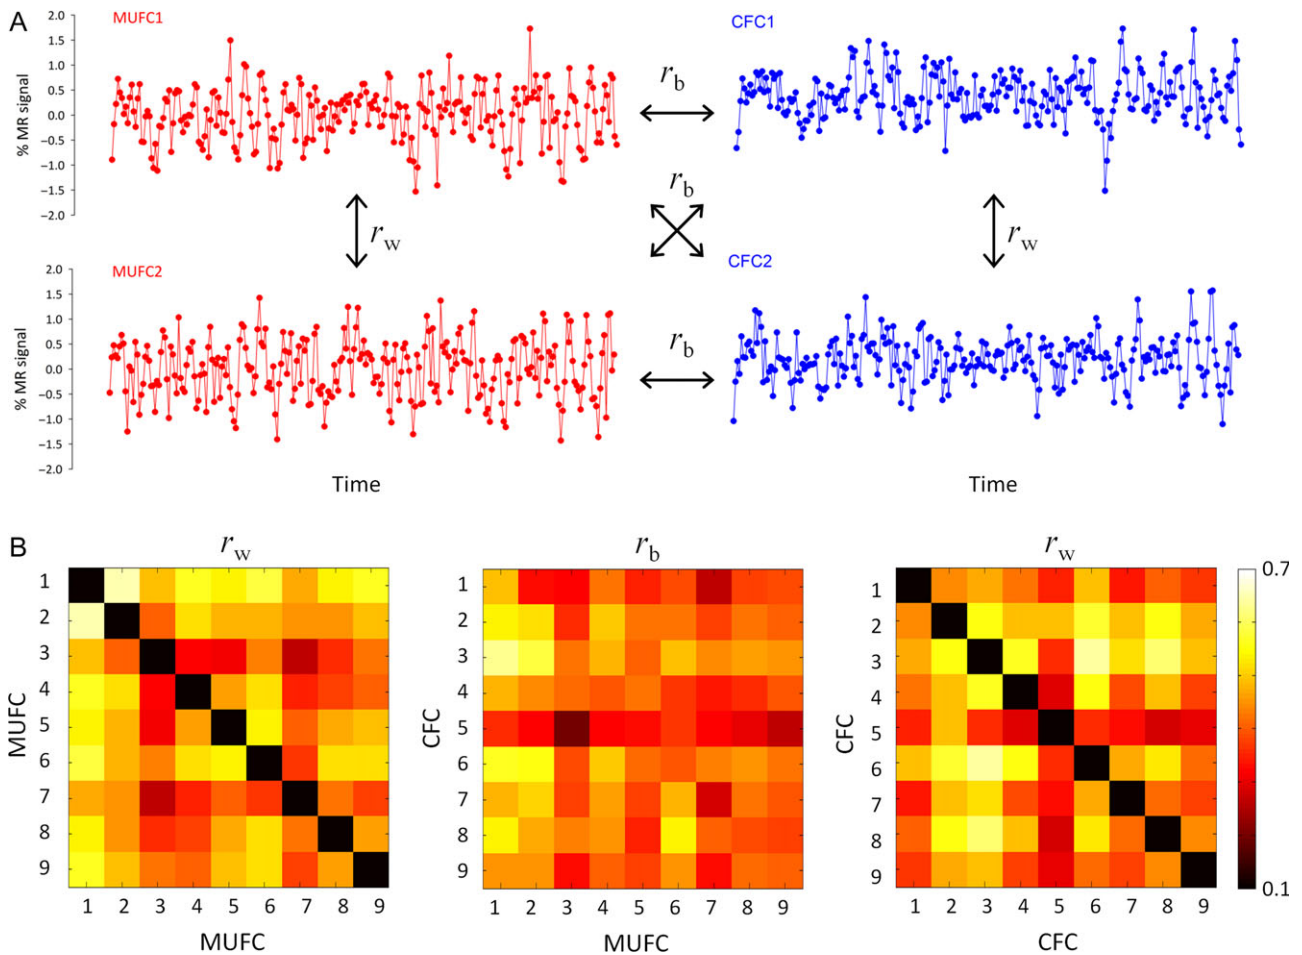 A
MUFC1
CFC1
% MR signal
2.0
1.5
1.0
0.5
0.0
−0.5
−1.0
−1.5
−2.0
r_b
r_b
r_w
r_w
MUFC2
CFC2
% MR signal
2.0
1.5
1.0
0.5
0.0
−0.5
−1.0
−1.5
−2.0
r_b
Time
Time
B
r_w
r_b
r_w
MUFC
1
2
3
4
5
6
7
8
9
1 2 3 4 5 6 7 8 9
MUFC
CFC
1
2
3
4
5
6
7
8
9
1 2 3 4 5 6 7 8 9
MUFC
CFC
1
2
3
4
5
6
7
8
9
1 2 3 4 5 6 7 8 9
CFC
0.7
0.1